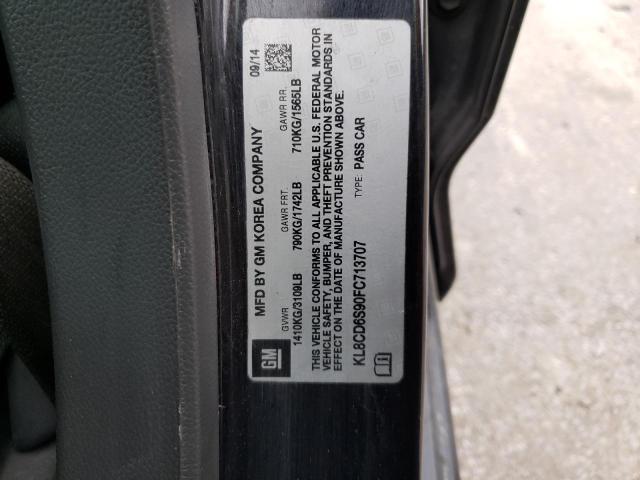 GM
MFD BY GM KOREA COMPANY 09/14
GVWR GAWR FRT. GAWR RR.
1410KG/3109LB 790KG/1742LB 710KG/1565LB
THIS VEHICLE CONFORMS TO ALL APPLICABLE U.S. FEDERAL MOTOR
VEHICLE SAFETY, BUMPER, AND THEFT PREVENTION STANDARDS IN
EFFECT ON THE DATE OF MANUFACTURE SHOWN ABOVE.
KL8CD6S90FC713707 TYPE: PASS CAR